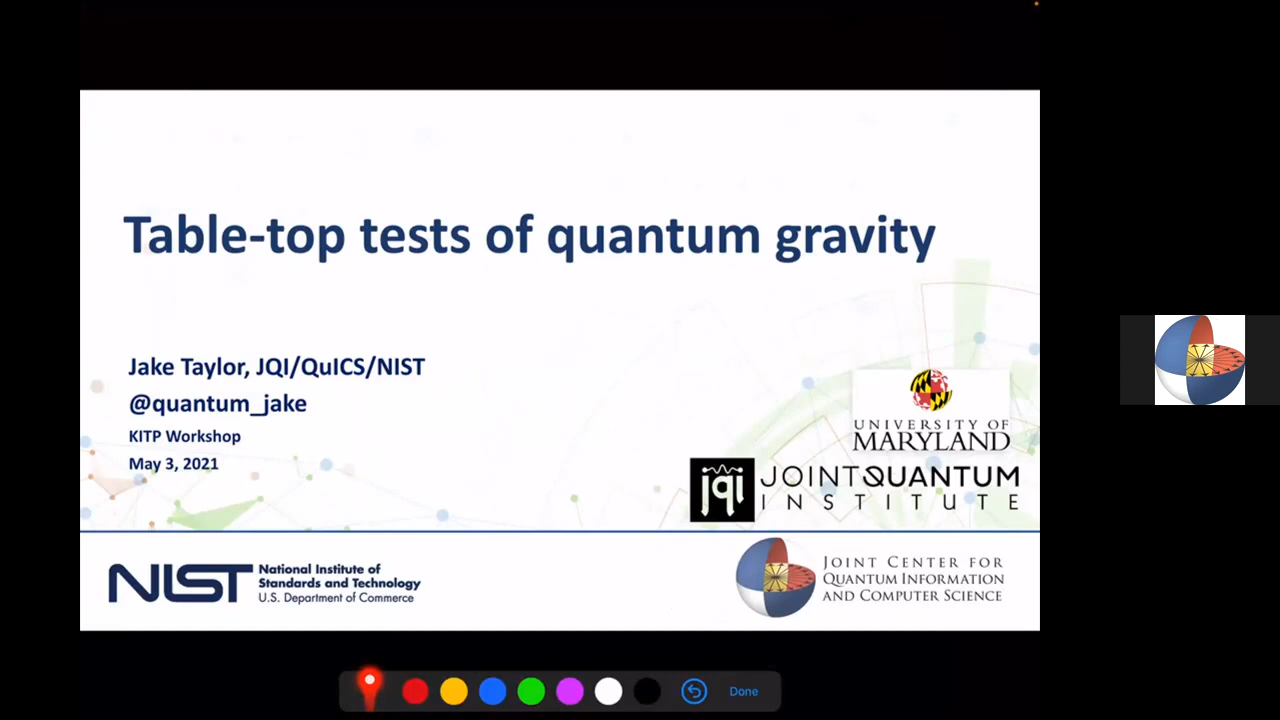 Table-top tests of quantum gravity
Jake Taylor, JQI/QuICS/NIST
@quantum_jake
KITP Workshop
May 3, 2021
UNIVERSITY OF
MARYLAND
jqi
JOINT QUANTUM
INSTITUTE
NIST
National Institute of
Standards and Technology
U.S. Department of Commerce
JOINT CENTER FOR
QUANTUM INFORMATION
AND COMPUTER SCIENCE
Done